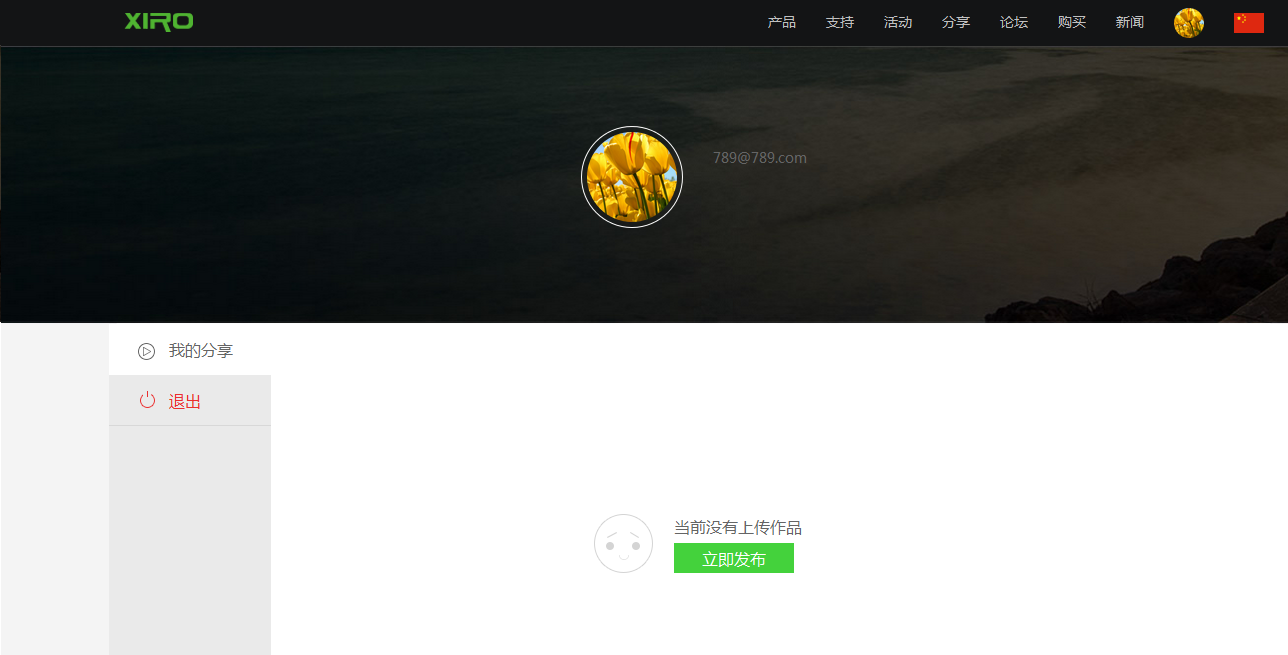 XIRO
产品 支持 活动 分享 论坛 购买 新闻
789@789.com
我的分享
退出
当前没有上传作品
立即发布